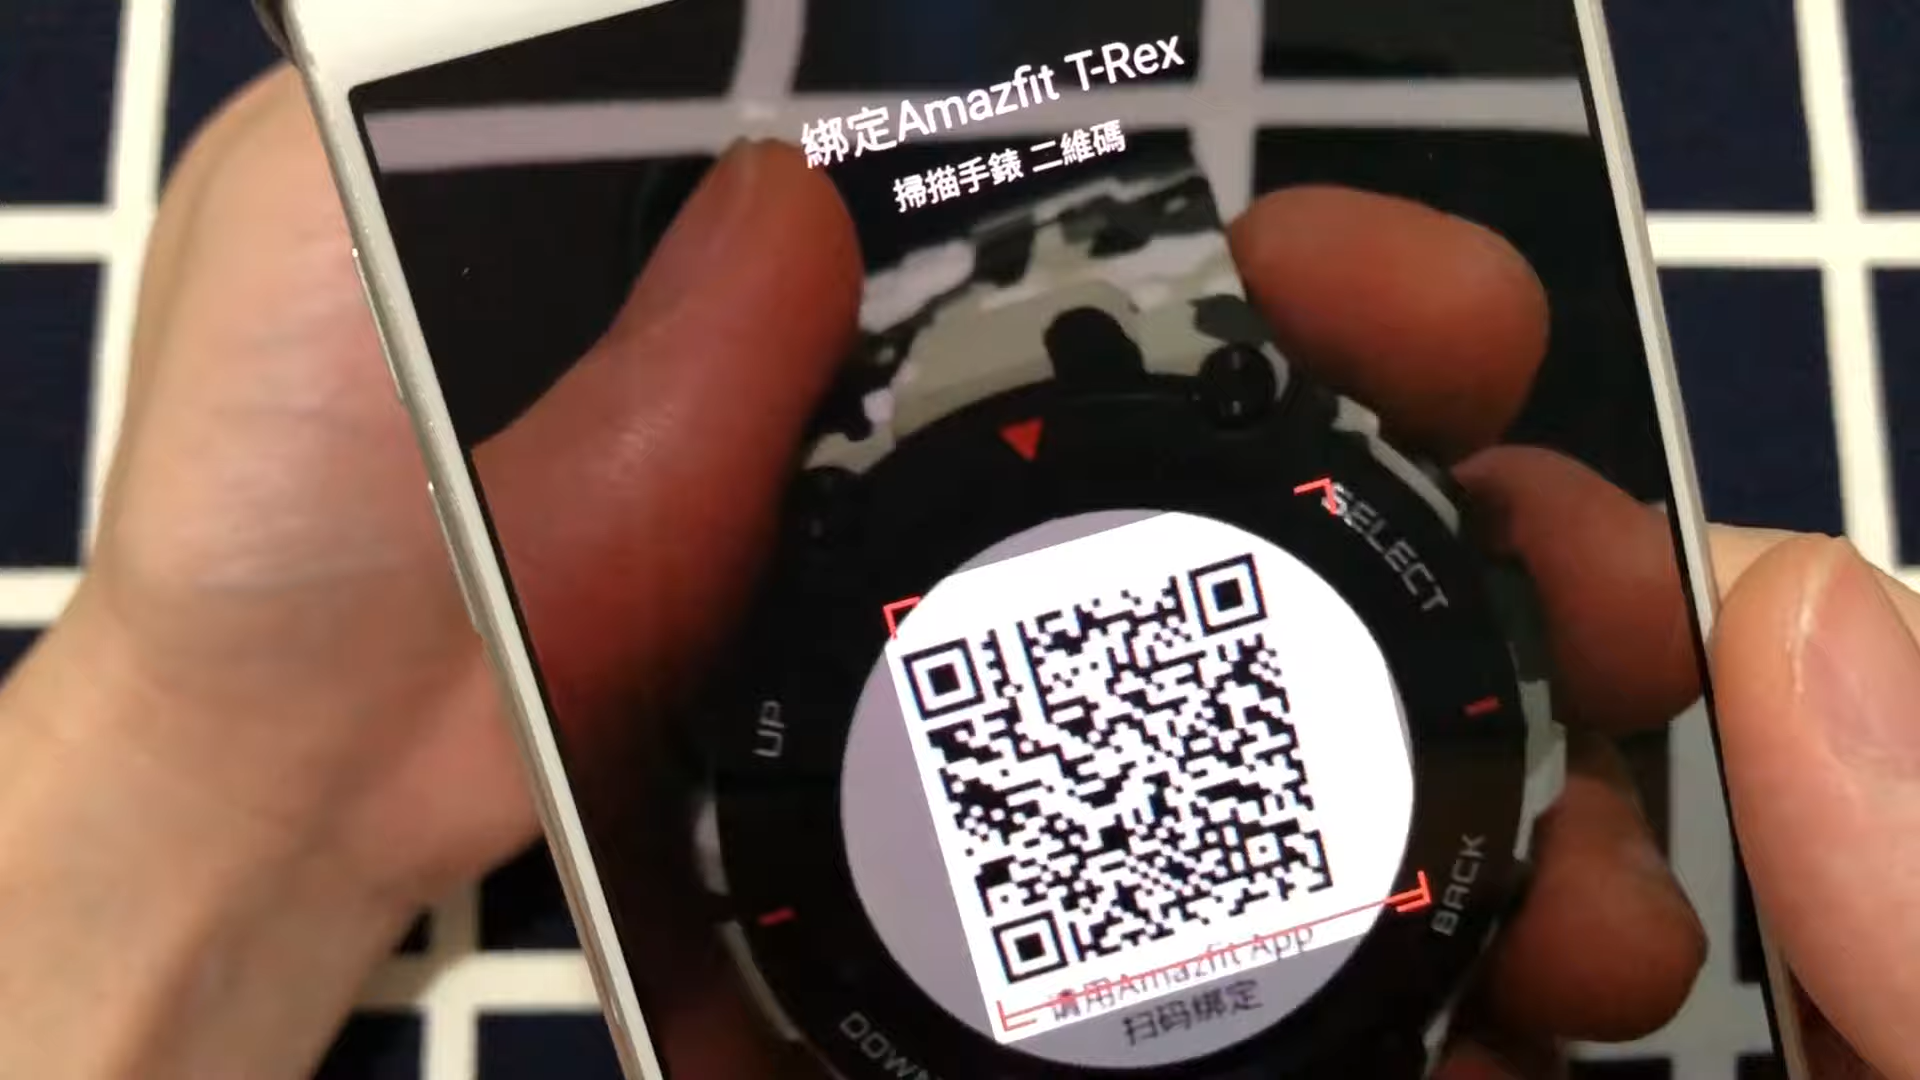 綁定Amazfit T-Rex
掃描手錶 二維碼
SELECT
UP
BACK
请用Amazfit App
扫码绑定
DOWN